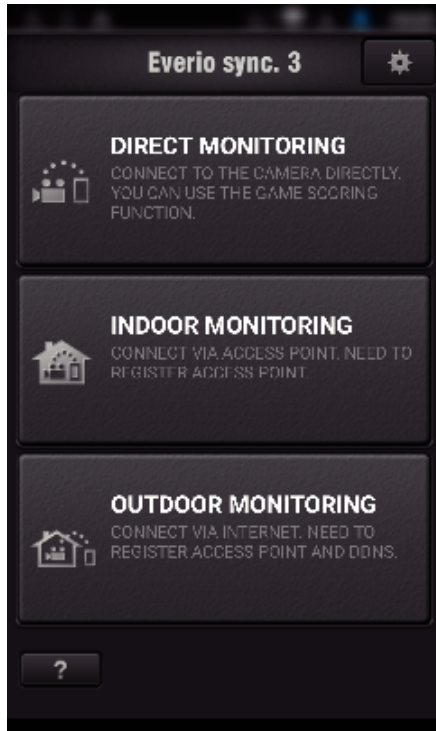 Everio sync. 3
DIRECT MONITORING
CONNECT TO THE CAMERA DIRECTLY.
YOU CAN USE THE GAME SCORING
FUNCTION.
INDOOR MONITORING
CONNECT VIA ACCESS POINT. NEED TO
REGISTER ACCESS POINT.
OUTDOOR MONITORING
CONNECT VIA INTERNET. NEED TO
REGISTER ACCESS POINT AND DDNS.
?